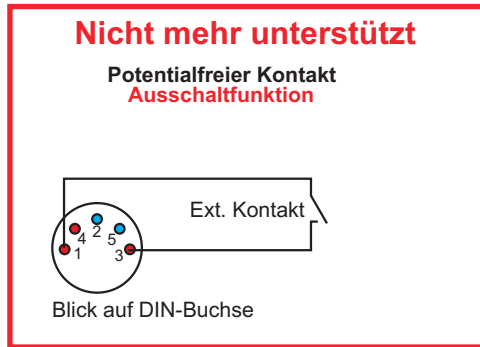 Nicht mehr unterstützt
Potentialfreier Kontakt
Ausschaltfunktion
Ext. Kontakt
4 2 5
1 3
Blick auf DIN-Buchse